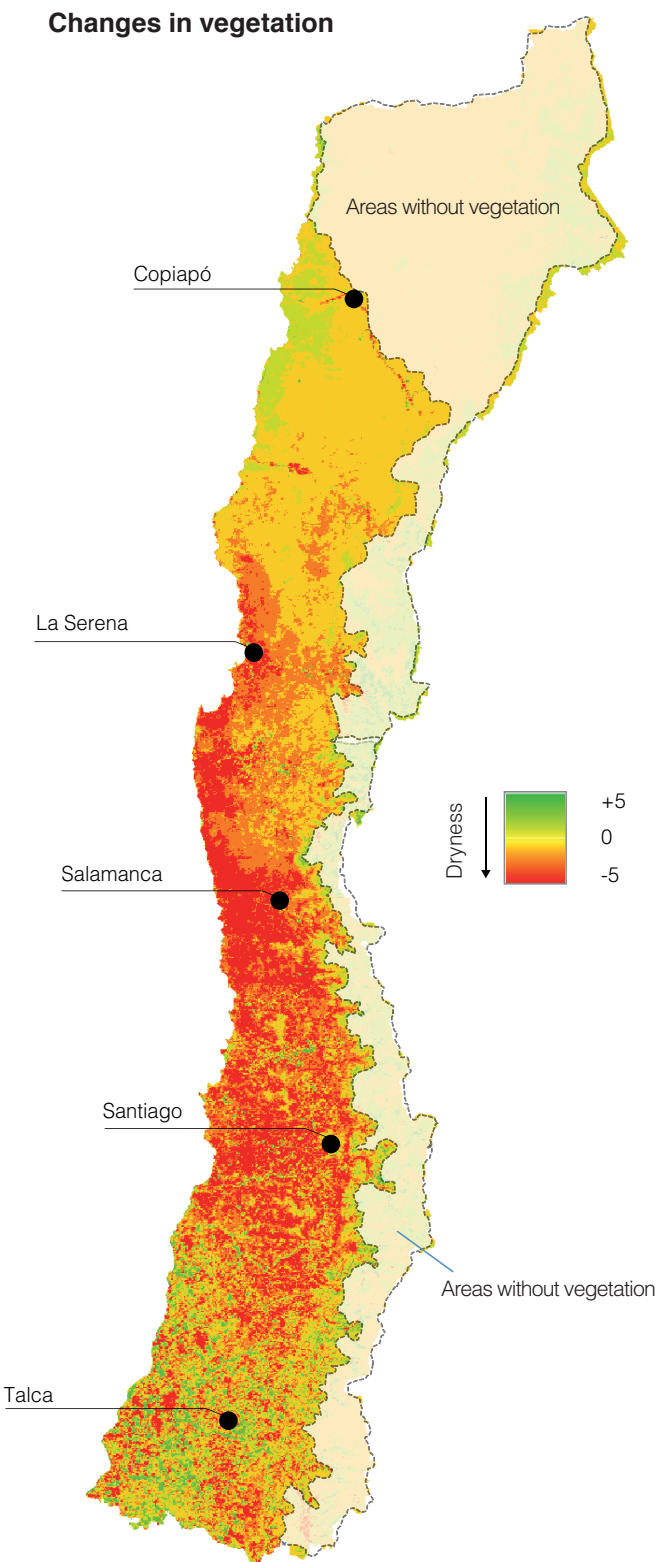 Changes in vegetation
Areas without vegetation
Copiapó
La Serena
Dryness
+5
0
-5
Salamanca
Santiago
Areas without vegetation
Talca